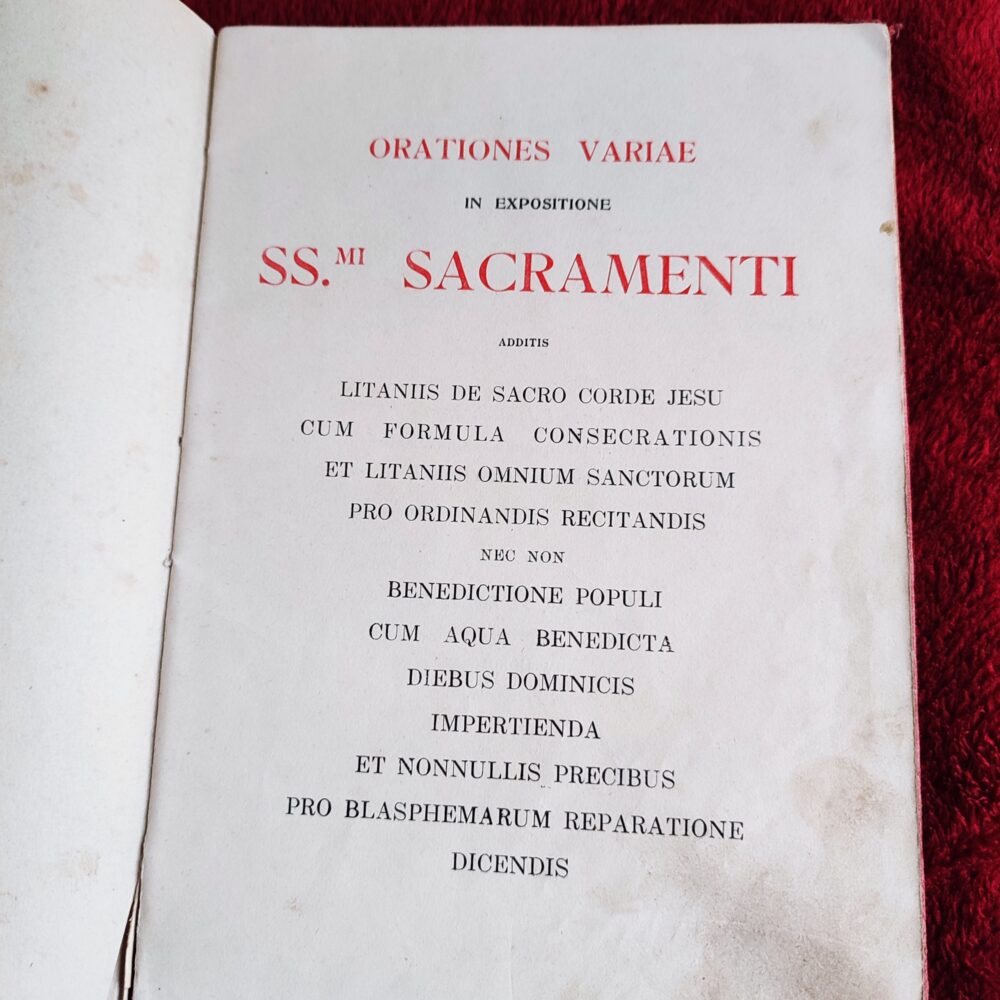 ORATIONES VARIAE
IN EXPOSITIONE
SS.MI SACRAMENTI
ADDITIS
LITANIIS DE SACRO CORDE JESU
CUM FORMULA CONSECRATIONIS
ET LITANIIS OMNIUM SANCTORUM
PRO ORDINANDIS RECITANDIS
NEC NON
BENEDICTIONE POPULI
CUM AQUA BENEDICTA
DIEBUS DOMINICIS
IMPERTIENDA
ET NONNULLIS PRECIBUS
PRO BLASPHEMARUM REPARATIONE
DICENDIS